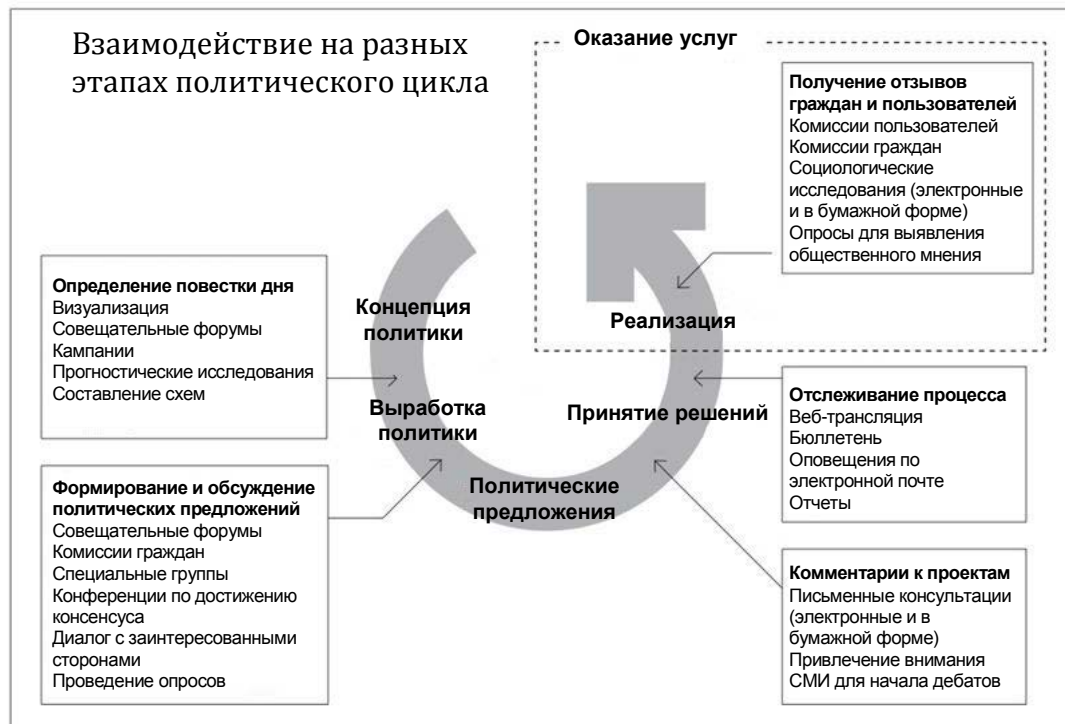 Взаимодействие на разных
этапах политического цикла
Оказание услуг
Получение отзывов
граждан и пользователей
Комиссии пользователей
Комиссии граждан
Социологические
исследования (электронные
и в бумажной форме)
Опросы для выявления
общественного мнения
Определение повестки дня
Визуализация
Совещательные форумы
Кампании
Прогностические исследования
Составление схем
Концепция
политики
Реализация
Выработка
политики
Принятие решений
Политические
предложения
Отслеживание процесса
Веб-трансляция
Бюллетень
Оповещения по
электронной почте
Отчеты
Формирование и обсуждение
политических предложений
Совещательные форумы
Комиссии граждан
Специальные группы
Конференции по достижению
консенсуса
Диалог с заинтересованными
сторонами
Проведение опросов
Комментарии к проектам
Письменные консультации
(электронные и в
бумажной форме)
Привлечение внимания
СМИ для начала дебатов